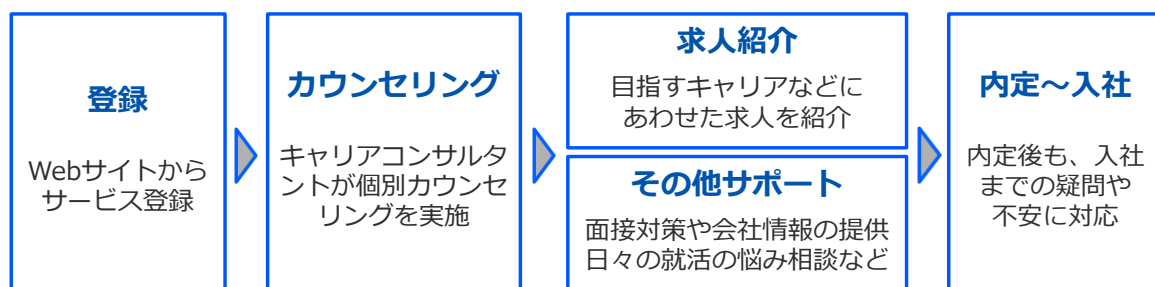 登録
Webサイトから
サービス登録
カウンセリング
キャリアコンサルタ
ントが個別カウンセ
リングを実施
求人紹介
目指すキャリアなどに
あわせた求人を紹介
その他サポート
面接対策や会社情報の提供
日々の就活の悩み相談など
内定～入社
内定後も、入社
までの疑問や
不安に対応